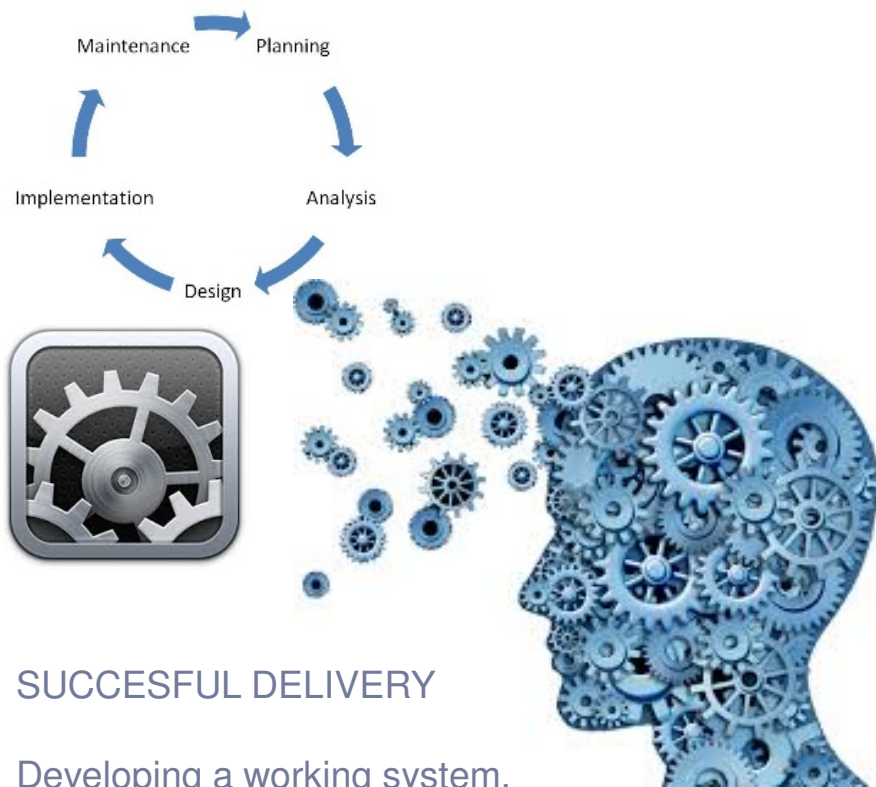 Maintenance Planning
Implementation Analysis
Design
SUCCESFUL DELIVERY
Developing a working system.